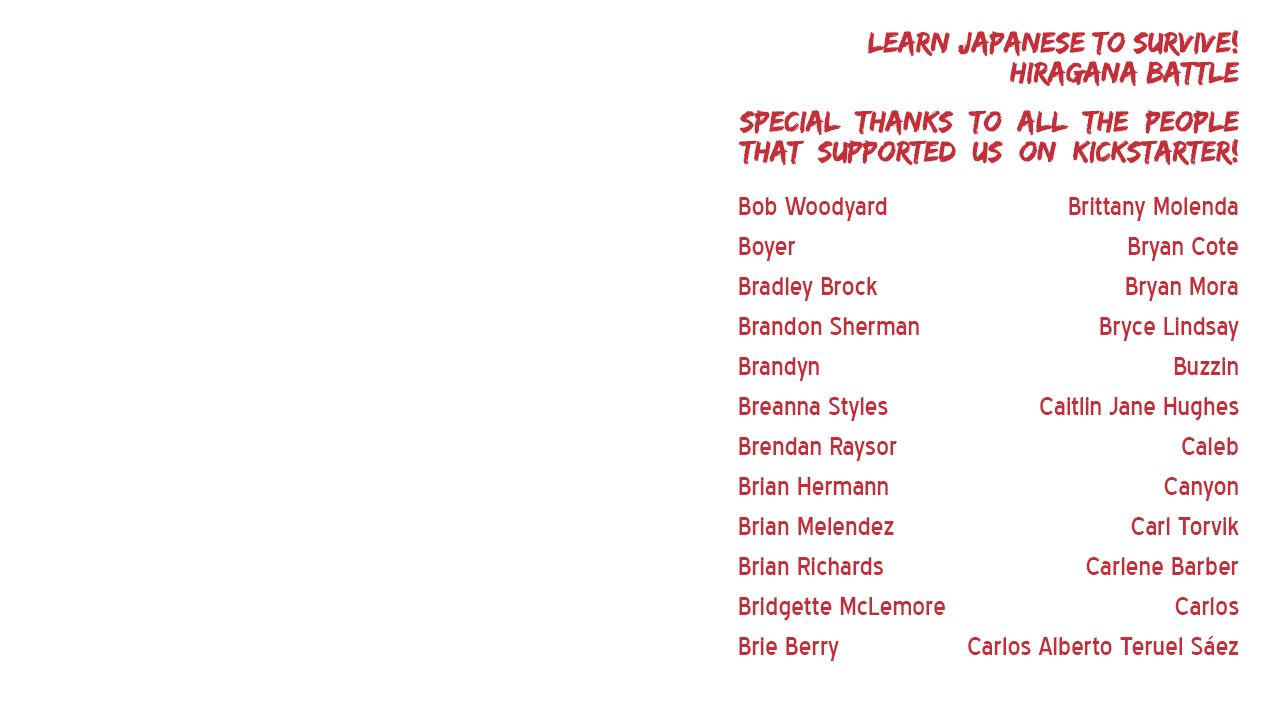 LEARN JAPANESE TO SURVIVE!
HIRAGANA BATTLE
SPECIAL THANKS TO ALL THE PEOPLE
THAT SUPPORTED US ON KICKSTARTER!
Bob Woodyard
Boyer
Bradley Brock
Brandon Sherman
Brandyn
Breanna Styles
Brendan Raysor
Brian Hermann
Brian Melendez
Brian Richards
Bridgette McLemore
Brie Berry
Brittany Molenda
Bryan Cote
Bryan Mora
Bryce Lindsay
Buzzin
Caitlin Jane Hughes
Caleb
Canyon
Carl Torvik
Carlene Barber
Carlos
Carlos Alberto Teruel Sáez